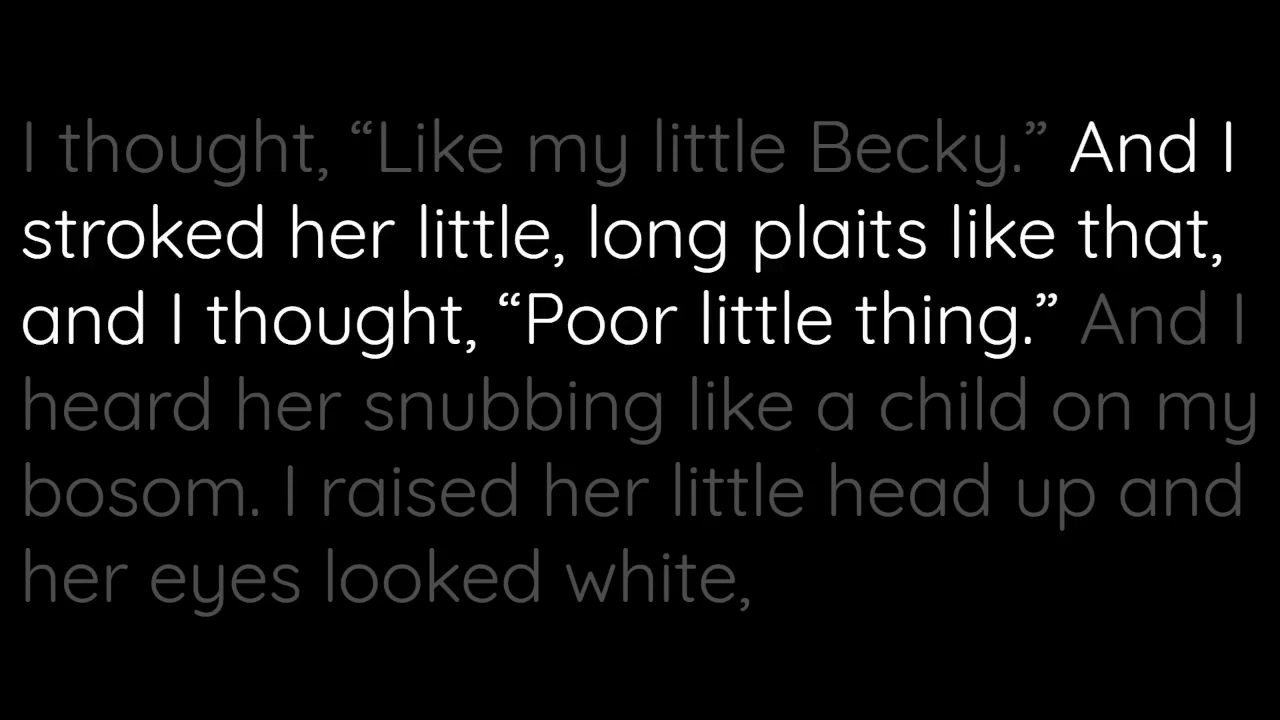 I thought, “Like my little Becky.” And I
stroked her little, long plaits like that,
and I thought, “Poor little thing.” And I
heard her snubbing like a child on my
bosom. I raised her little head up and
her eyes looked white,